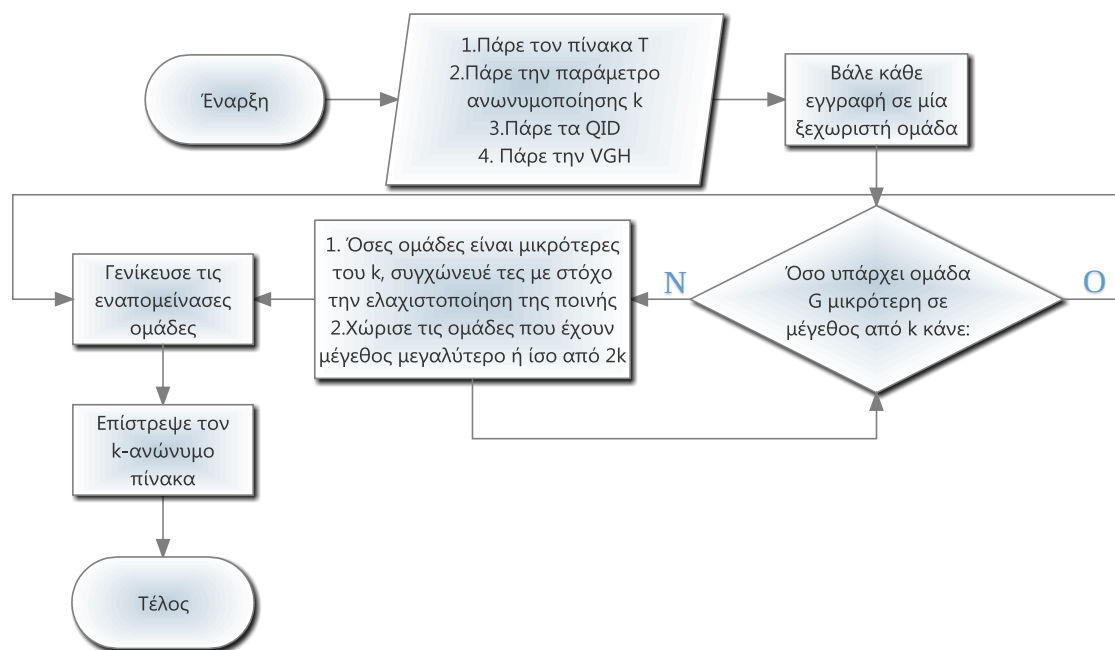 Έναρξη
1.Πάρε τον πίνακα Τ
2.Πάρε την παράμετρο
ανωνυμοποίησης k
3.Πάρε τα QID
4. Πάρε την VGH
Βάλε κάθε
εγγραφή σε μία
ξεχωριστή ομάδα
Όσο υπάρχει ομάδα
G μικρότερη σε
μέγεθος από k κάνε:
Ν
Ο
1. Όσες ομάδες είναι μικρότερες
του k, συγχώνευέ τες με στόχο
την ελαχιστοποίηση της ποινής
2.Χώρισε τις ομάδες που έχουν
μέγεθος μεγαλύτερο ή ίσο από 2k
Γενίκευσε τις
εναπομείνασες
ομάδες
Επίστρεψε τον
k-ανώνυμο
πίνακα
Τέλος